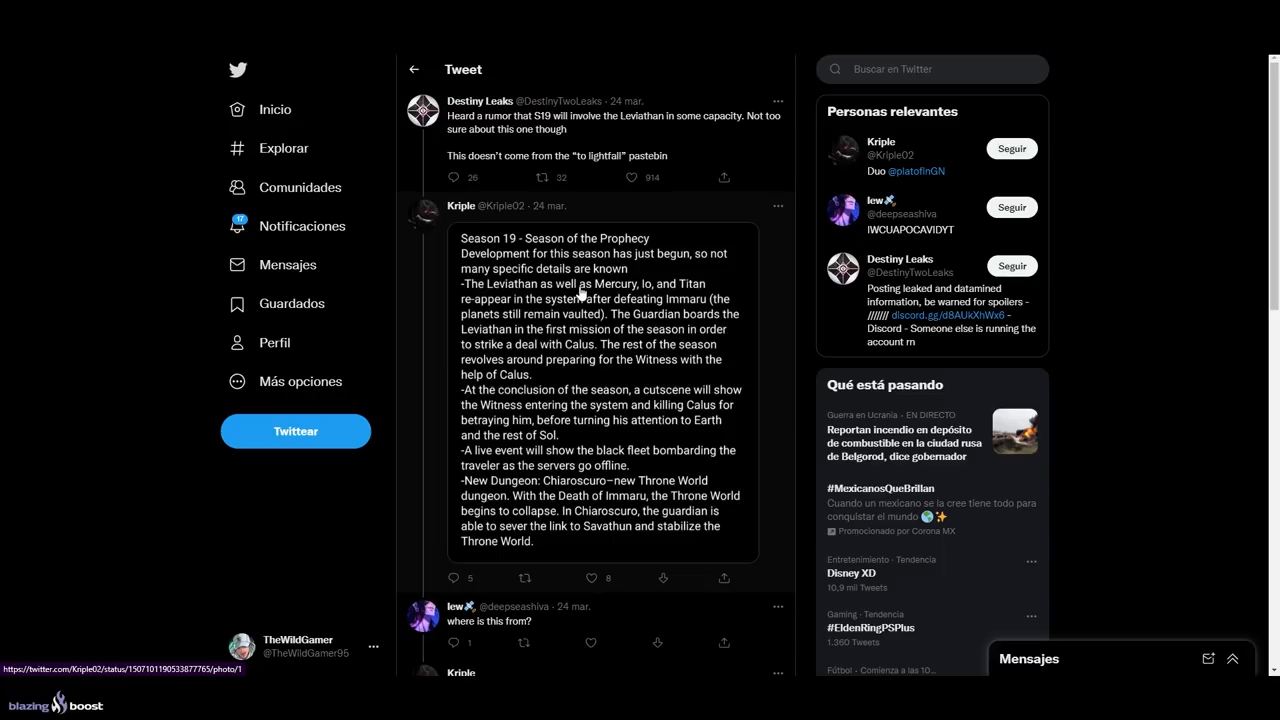 Tweet
Inicio
Explorar
Comunidades
17
Notificaciones
Mensajes
Guardados
Perfil
Más opciones
Twittear
TheWildGamer
@TheWildGamer95
https://twitter.com/Kriple02/status/1507101190533877765/photo/1
blazing boost
Destiny Leaks @DestinyTwoLeaks · 24 mar.
Heard a rumor that S19 will involve the Leviathan in some capacity. Not too
sure about this one though
This doesn't come from the "to lightfall" pastebin
26 32 914
Kriple @Kriple02 · 24 mar.
Season 19 - Season of the Prophecy
Development for this season has just begun, so not
many specific details are known
-The Leviathan as well as Mercury, Io, and Titan
re-appear in the system after defeating Immaru (the
planets still remain vaulted). The Guardian boards the
Leviathan in the first mission of the season in order
to strike a deal with Calus. The rest of the season
revolves around preparing for the Witness with the
help of Calus.
-At the conclusion of the season, a cutscene will show
the Witness entering the system and killing Calus for
betraying him, before turning his attention to Earth
and the rest of Sol.
-A live event will show the black fleet bombarding the
traveler as the servers go offline.
-New Dungeon: Chiaroscuro–new Throne World
dungeon. With the Death of Immaru, the Throne World
begins to collapse. In Chiaroscuro, the guardian is
able to sever the link to Savathun and stabilize the
Throne World.
5 8
lew @deepseashiva · 24 mar.
where is this from?
1
Kriple
Buscar en Twitter
Personas relevantes
Kriple
@Kriple02
Seguir
Duo @platofinGN
lew
@deepseashiva
Seguir
IWCUAPOCAVIDYT
Destiny Leaks
@DestinyTwoLeaks
Seguir
Posting leaked and datamined
information, be warned for spoilers -
/////// discord.gg/d8AUkXhWx6 -
Discord - Someone else is running the
account rn
Qué está pasando
Guerra en Ucrania · EN DIRECTO
Reportan incendio en depósito
de combustible en la ciudad rusa
de Belgorod, dice gobernador
#MexicanosQueBrillan
Cuando un mexicano se la cree tiene todo para
conquistar el mundo 🌎✨
Promocionado por Corona MX
Entretenimiento · Tendencia
Disney XD
10,9 mil Tweets
Gaming · Tendencia
#EldenRingPSPlus
1.360 Tweets
Fútbol · Comienza a las 10...
Mensajes